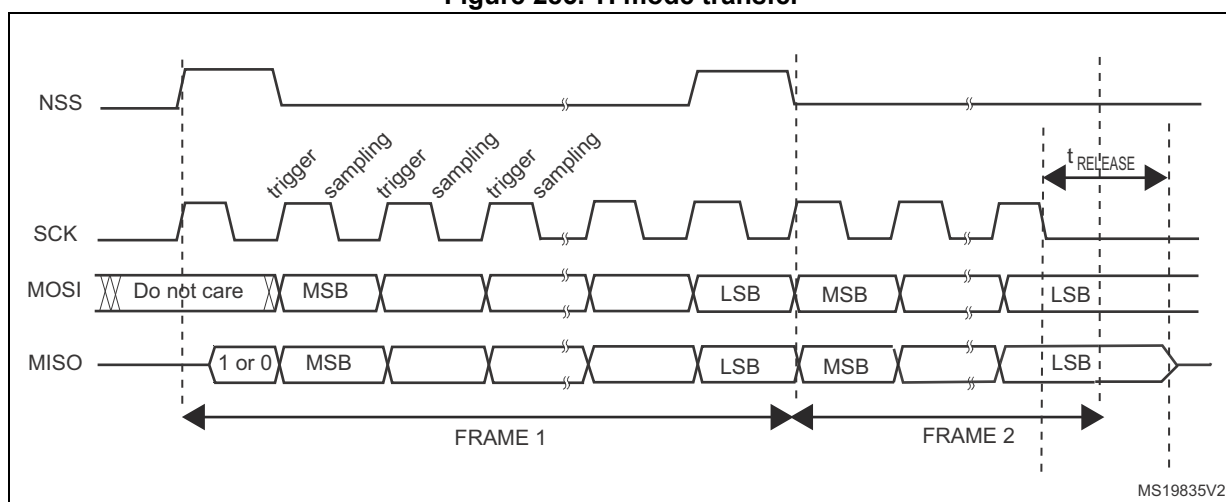 Figure TI mode transfer
NSS
trigger sampling trigger sampling trigger sampling
t RELEASE
SCK
MOSI Do not care MSB LSB MSB LSB
MISO 1 or 0 MSB LSB MSB LSB
FRAME 1 FRAME 2
MS19835V2